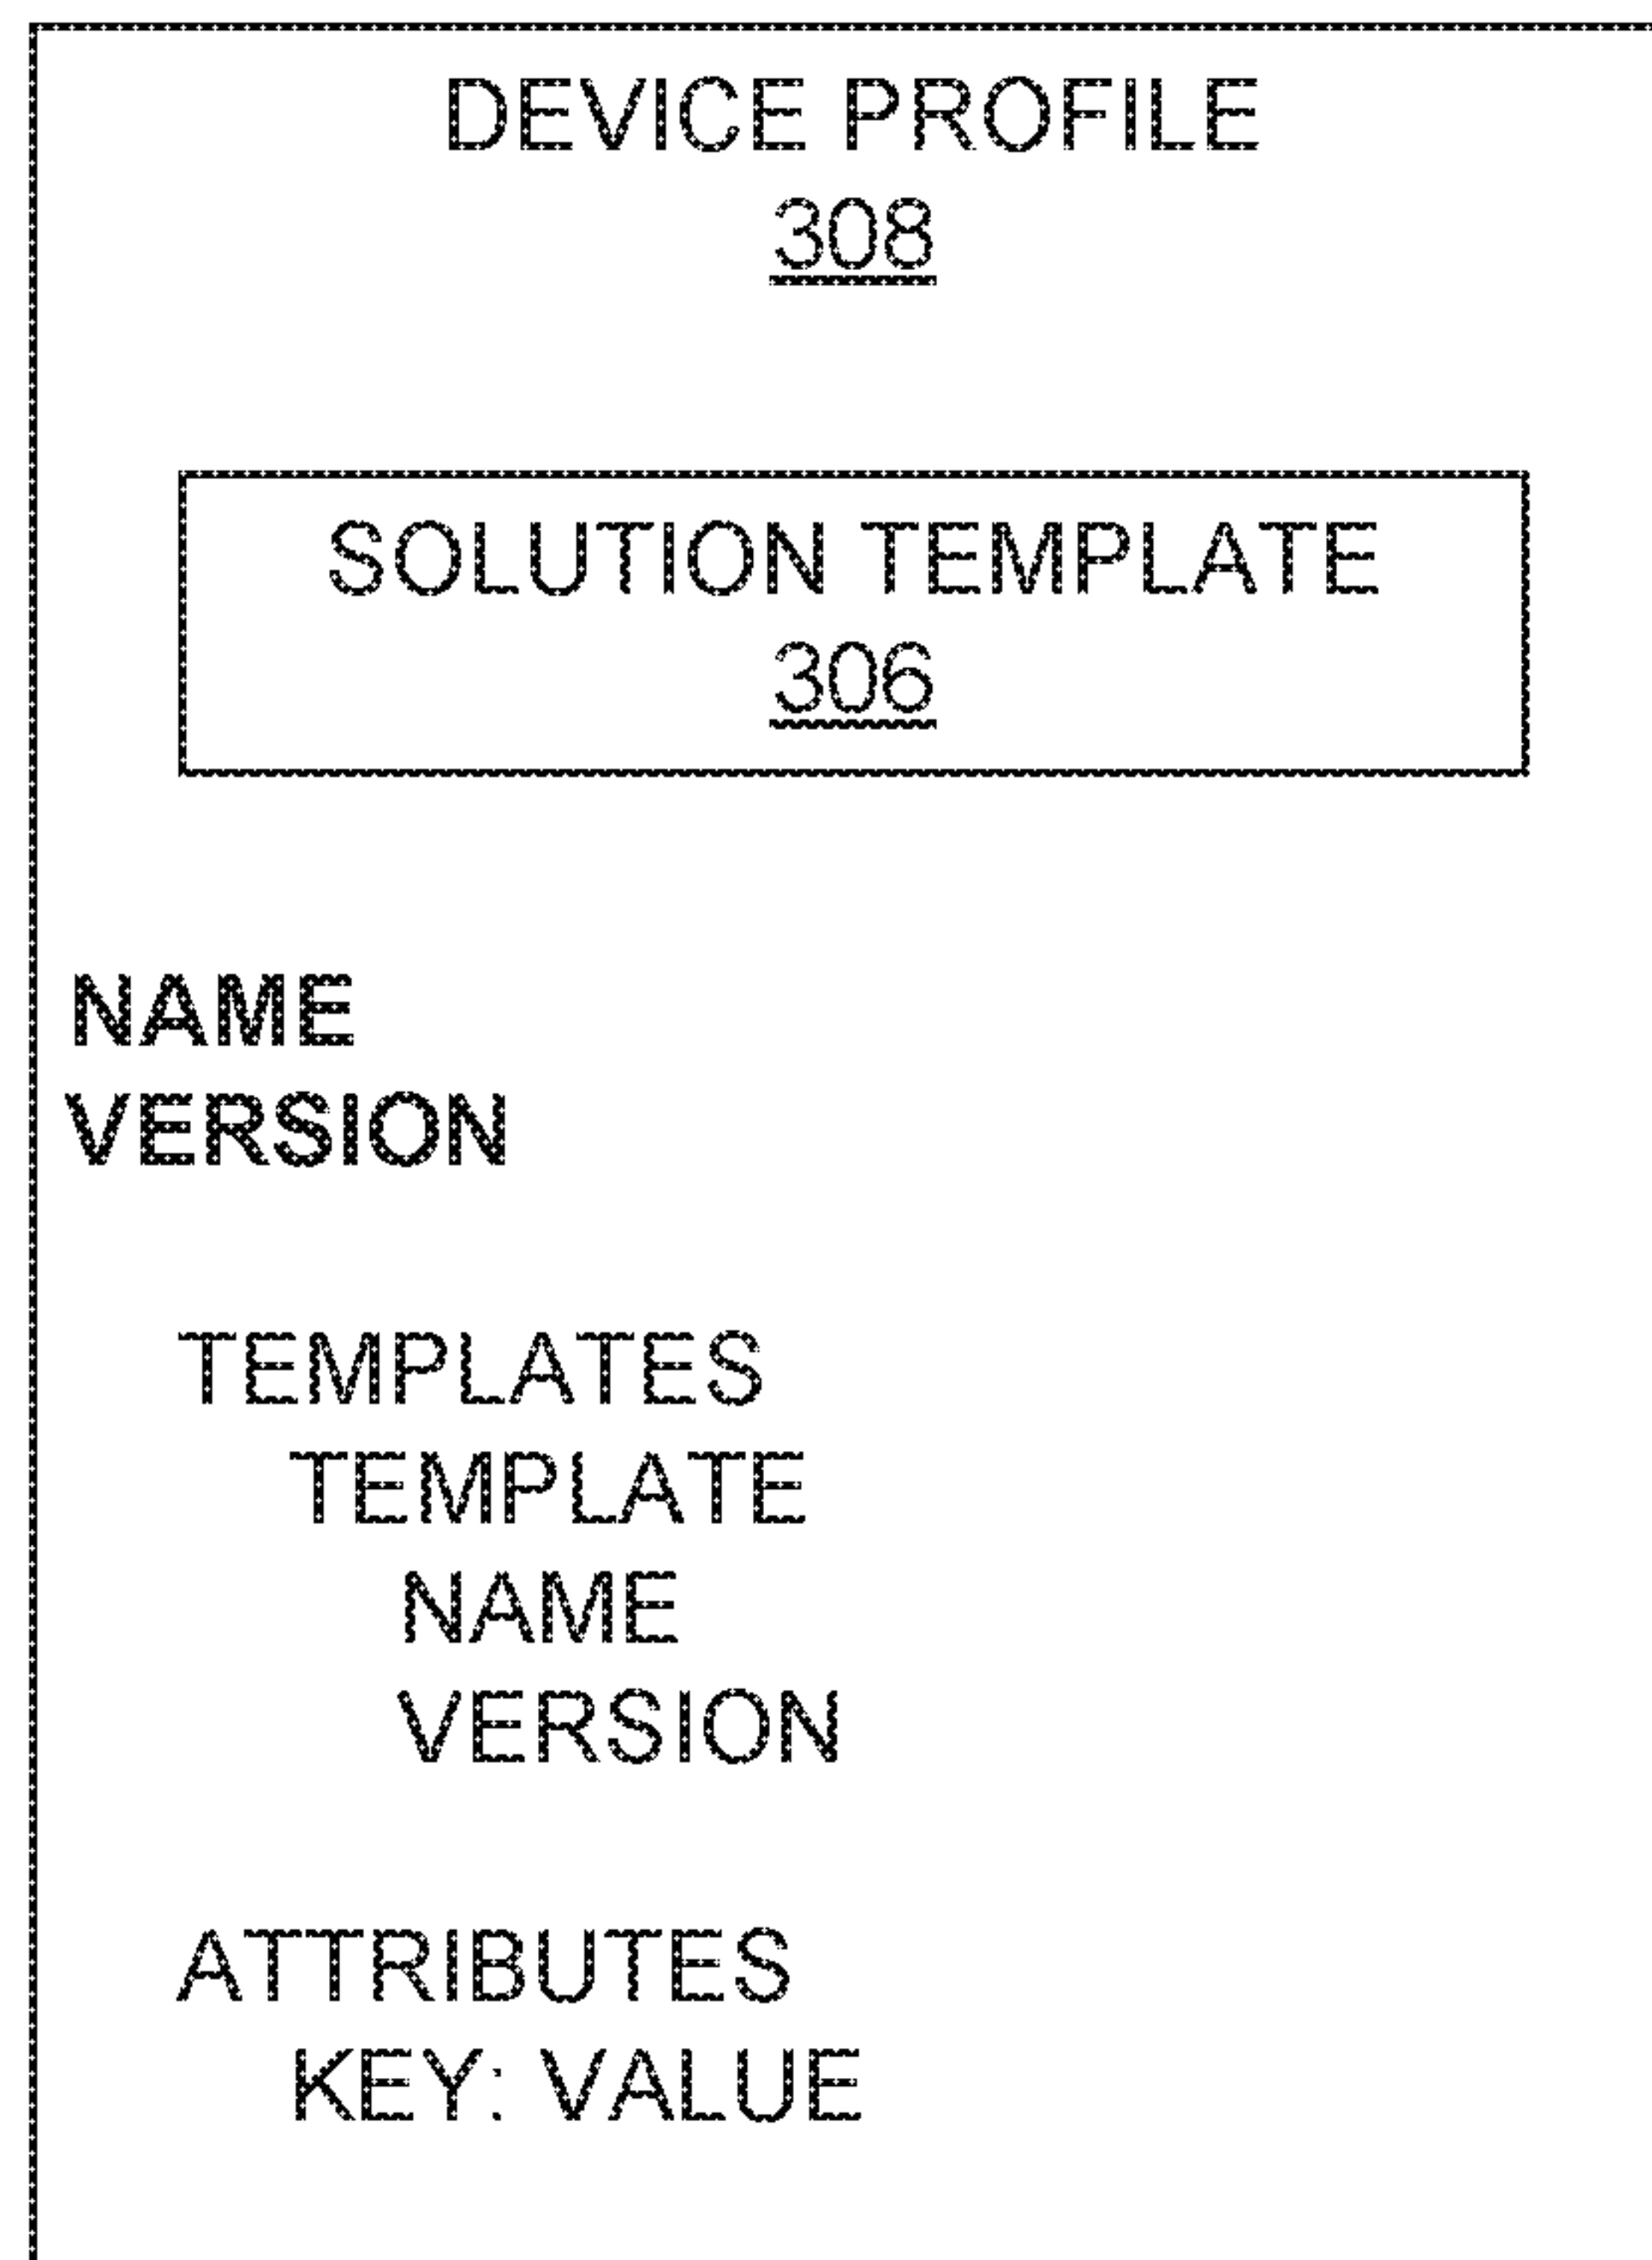 DEVICE PROFILE
308
SOLUTION TEMPLATE
306
NAME
VERSION
TEMPLATES
TEMPLATE
NAME
VERSION
ATTRIBUTES
KEY: VALUE